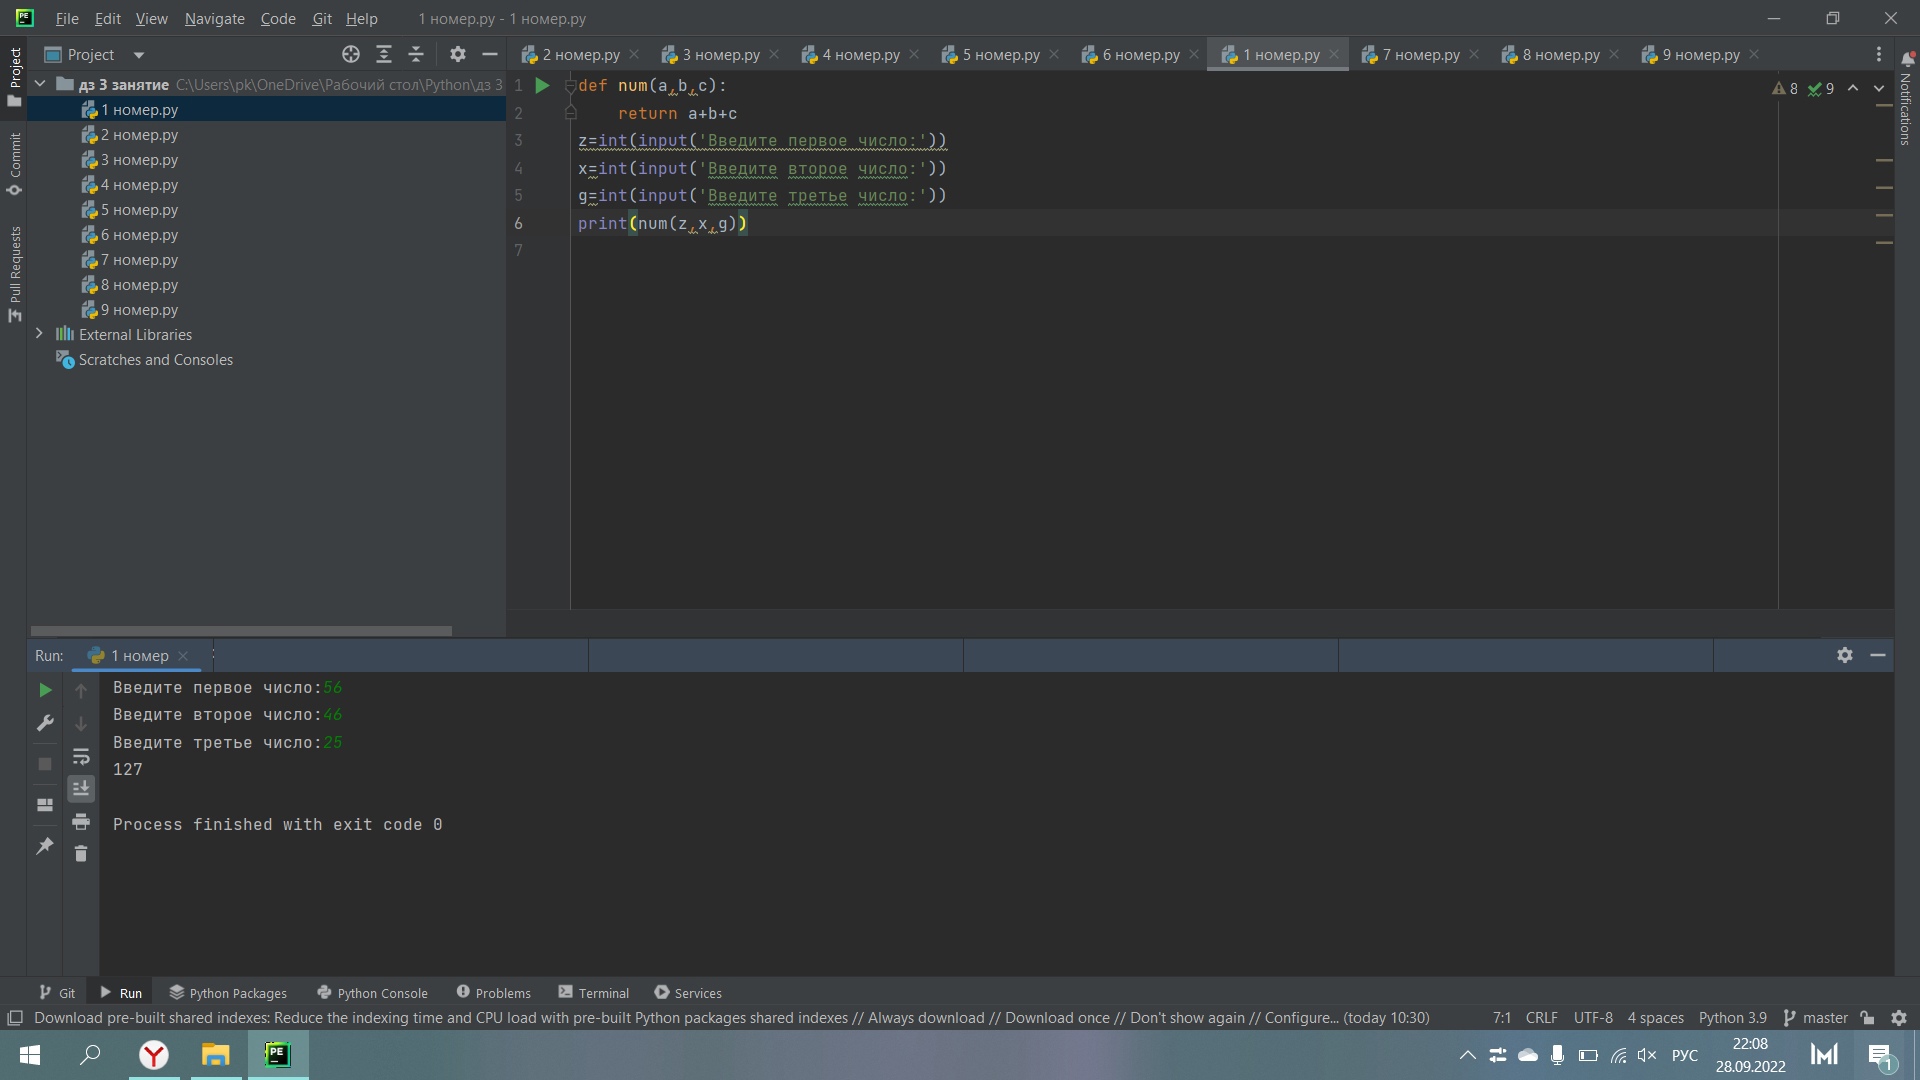 File Edit View Navigate Code Git Help 1 номер.py - 1 номер.py
Project
2 номер.py 3 номер.py 4 номер.py 5 номер.py 6 номер.py 1 номер.py 7 номер.py 8 номер.py 9 номер.py
Project
Commit
Pull Requests
Notifications
дз 3 занятие C:\Users\pk\OneDrive\Рабочий стол\Python\дз 3
1 номер.py
2 номер.py
3 номер.py
4 номер.py
5 номер.py
6 номер.py
7 номер.py
8 номер.py
9 номер.py
External Libraries
Scratches and Consoles
8 9
1 def num(a,b,c):
2 return a+b+c
3 z=int(input('Введите первое число:'))
4 x=int(input('Введите второе число:'))
5 g=int(input('Введите третье число:'))
6 print(num(z,x,g))
7
Run: 1 номер
Введите первое число:56
Введите второе число:46
Введите третье число:25
127
Process finished with exit code 0
Git Run Python Packages Python Console Problems Terminal Services
Download pre-built shared indexes: Reduce the indexing time and CPU load with pre-built Python packages shared indexes // Always download // Download once // Don't show again // Configure... (today 10:30) 7:1 CRLF UTF-8 4 spaces Python 3.9 master
PE
РУС
22:08
28.09.2022
1